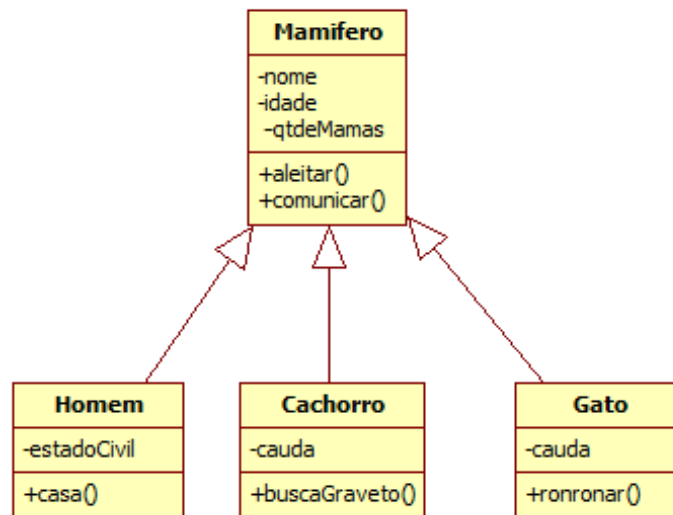 Mamifero
-nome
-idade
-qtdeMamas
+aleitar()
+comunicar()
Homem
-estadoCivil
+casa()
Cachorro
-cauda
+buscaGraveto()
Gato
-cauda
+ronronar()